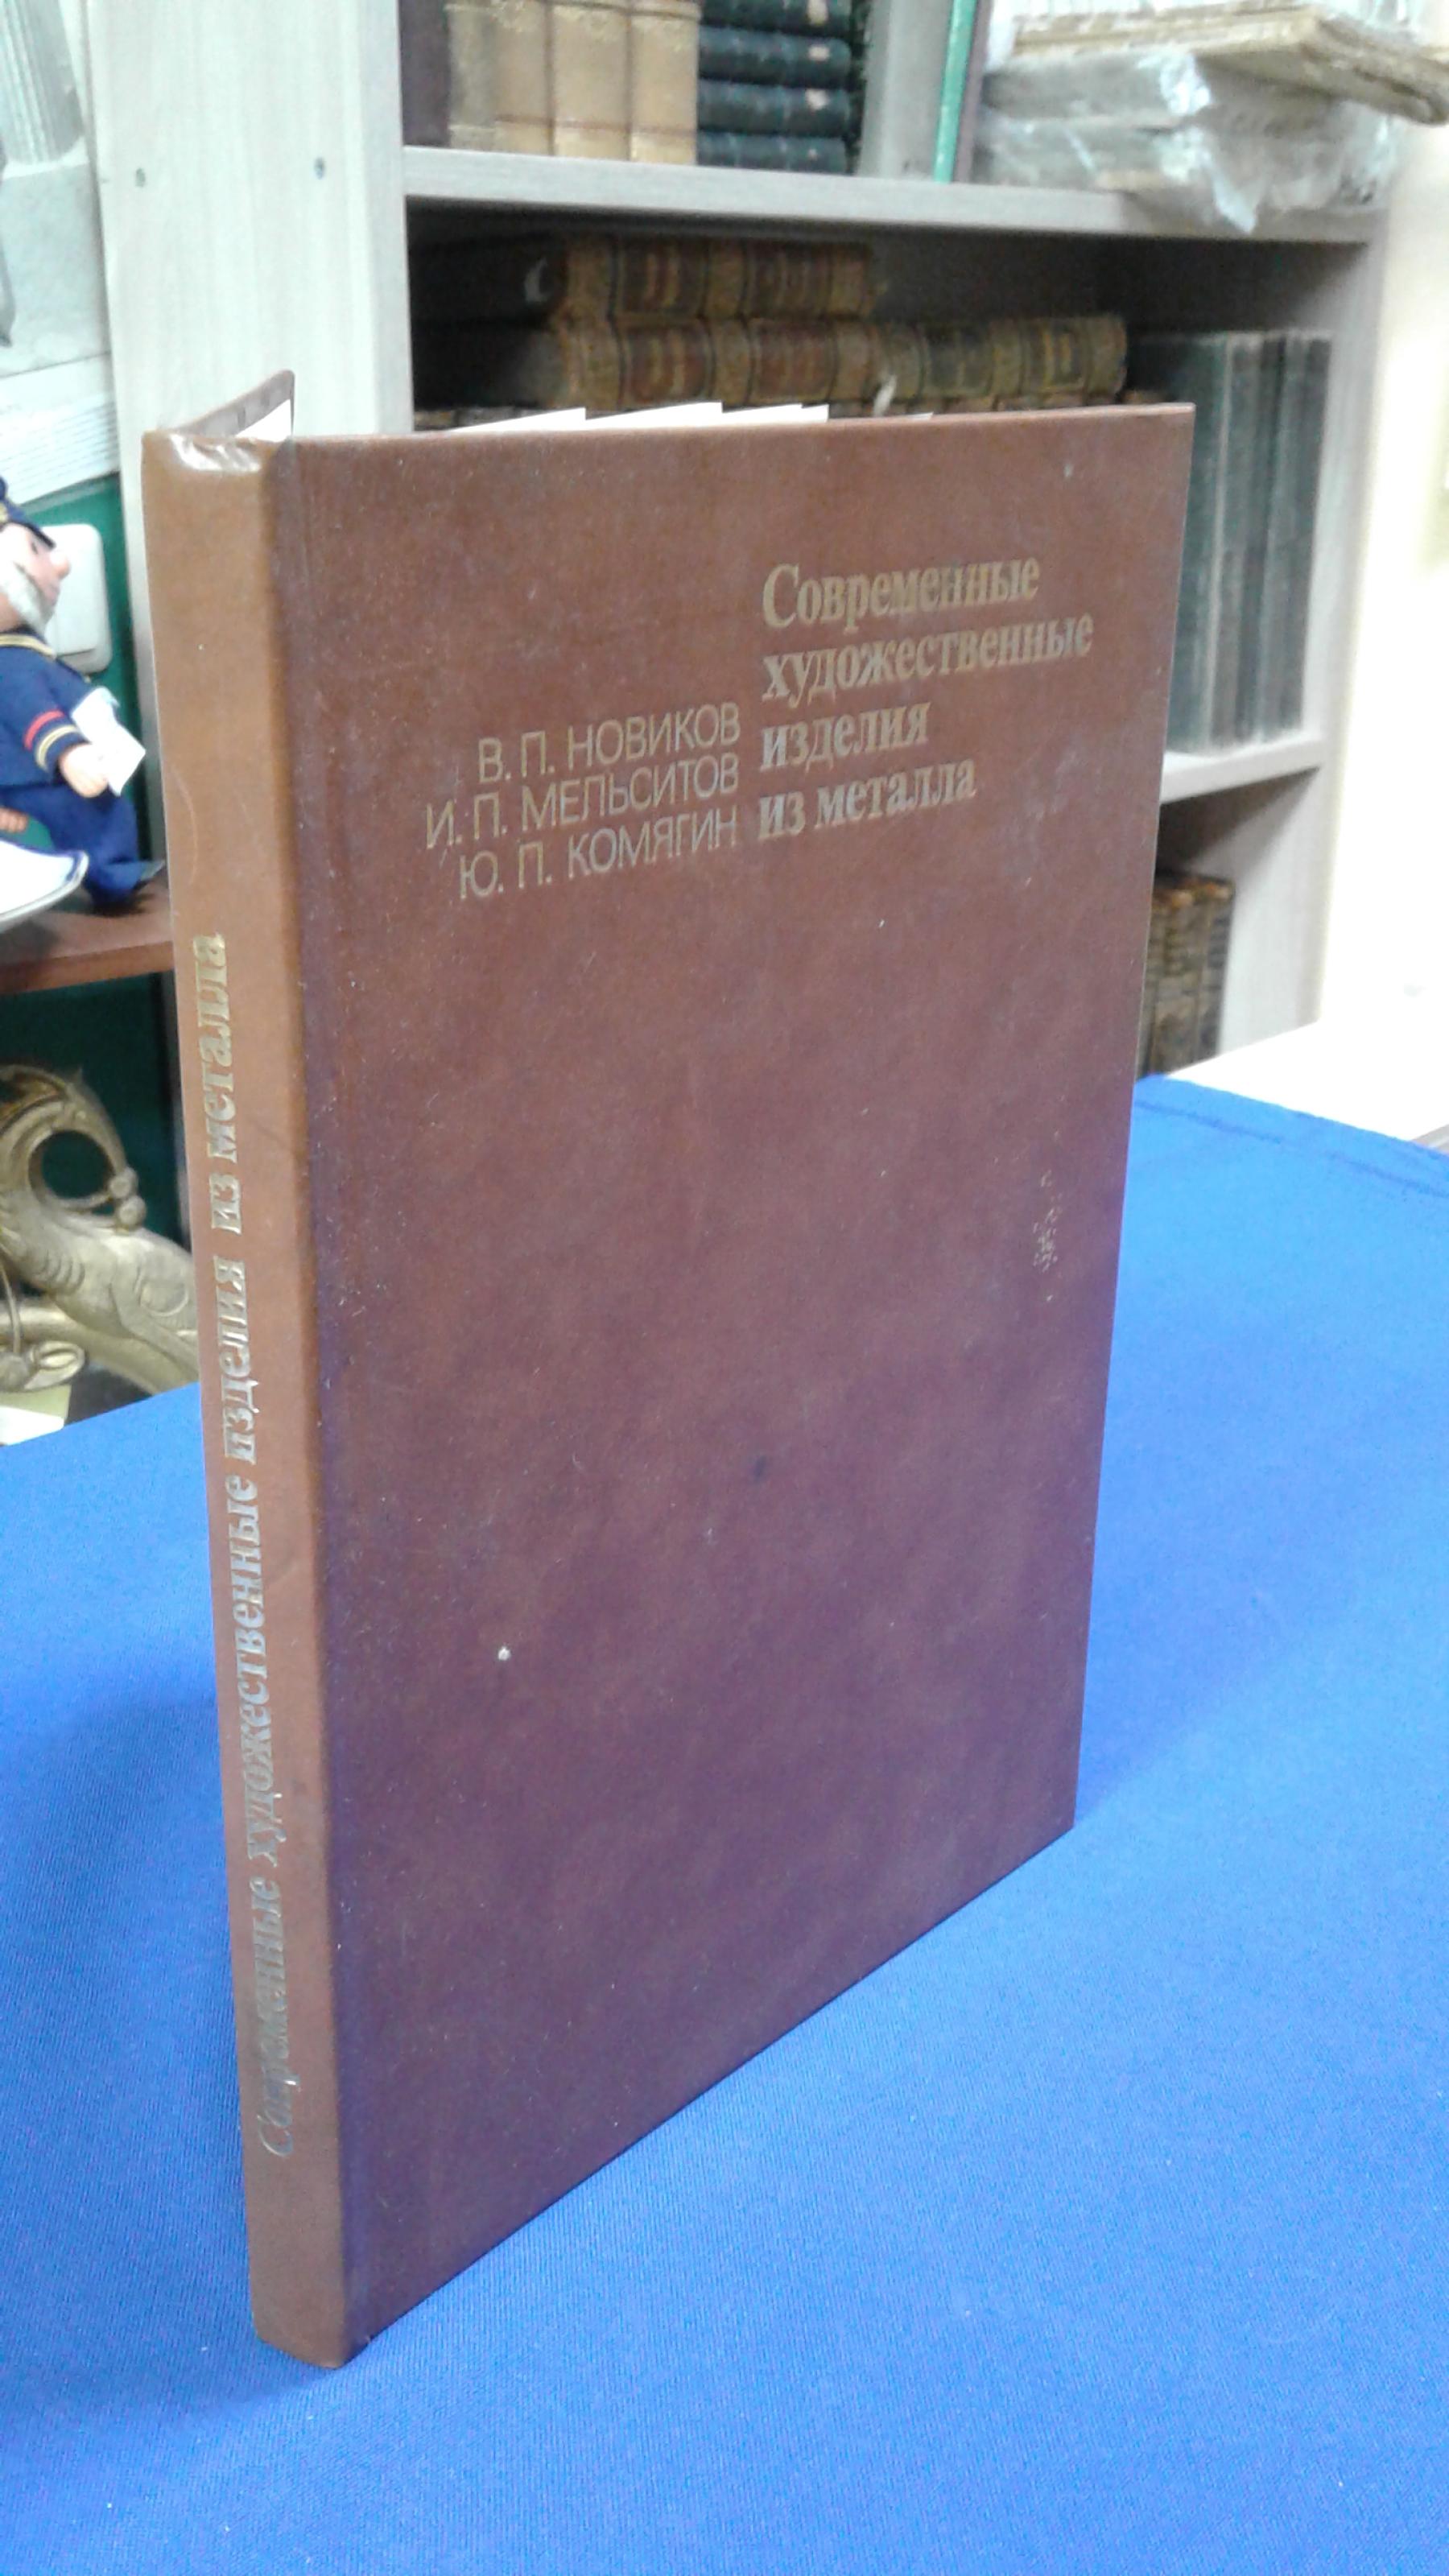 В. П. НОВИКОВ
И. П. МЕЛЬСИТОВ
Ю. П. КОМЯГИН
Современные
художественные
изделия
из металла
Современные художественные изделия из металла